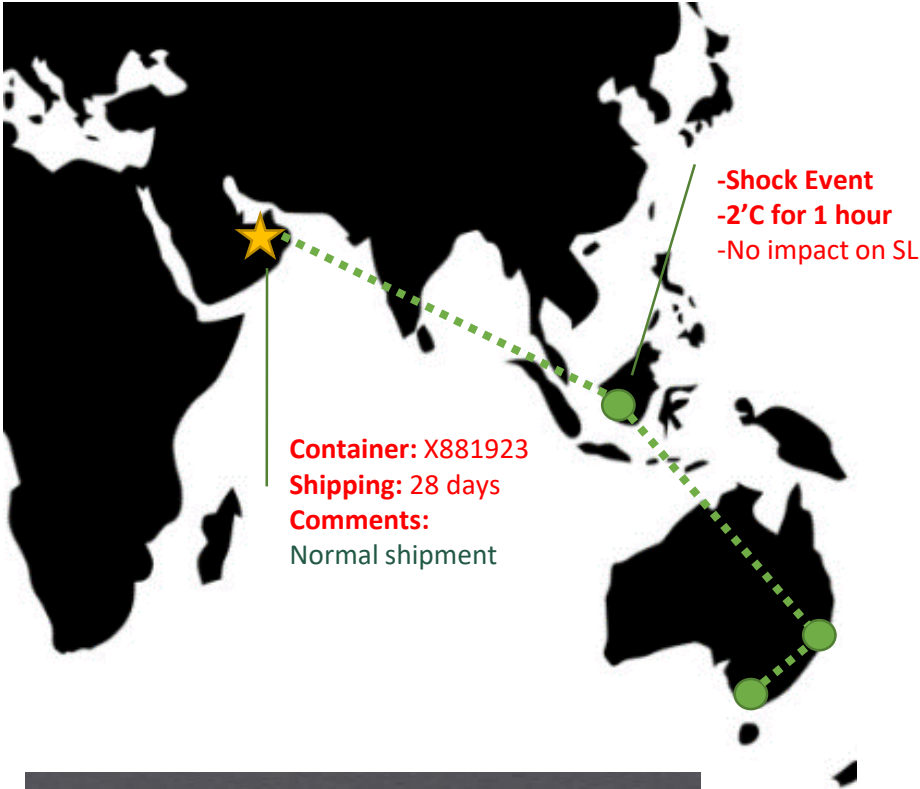 -Shock Event
-2’C for 1 hour
-No impact on SL
Container: X881923
Shipping: 28 days
Comments:
Normal shipment